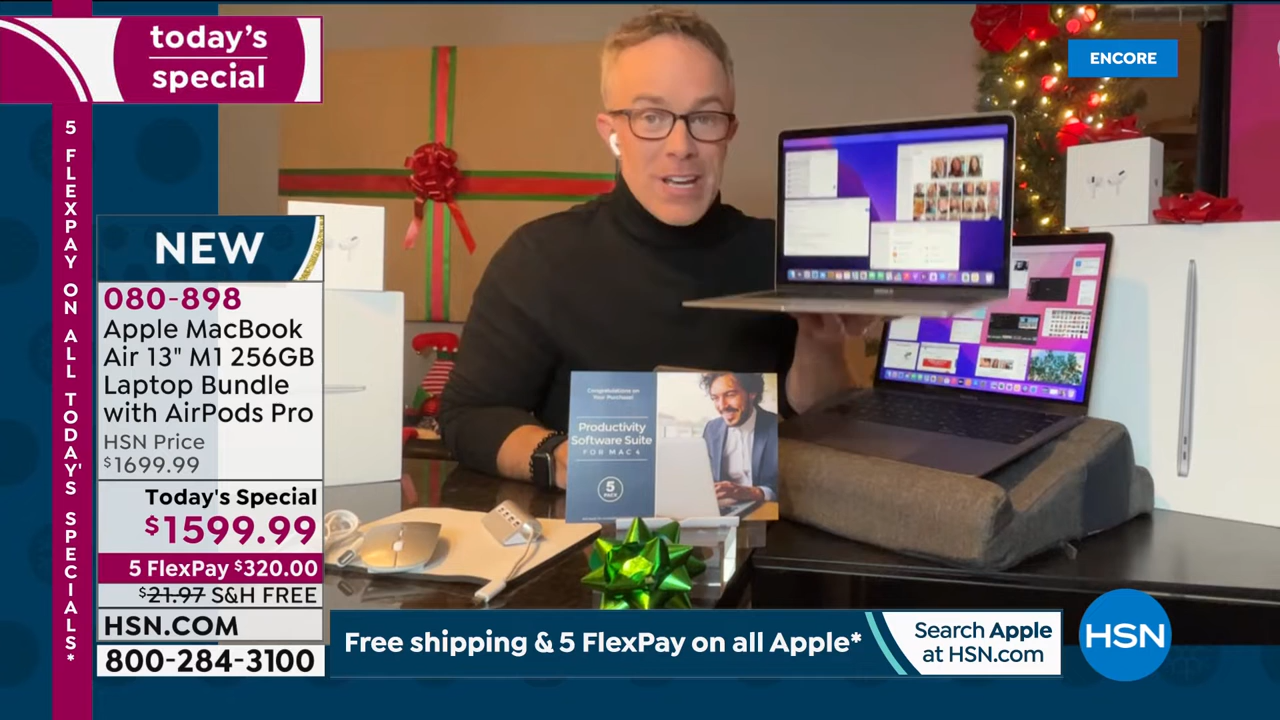 today's
special
5 FLEXPAY ON ALL TODAY'S SPECIALS*
NEW
080-898
Apple MacBook
Air 13" M1 256GB
Laptop Bundle
with AirPods Pro
HSN Price
$1699.99
Today's Special
$1599.99
5 FlexPay $320.00
$21.97 S&H FREE
HSN.COM
800-284-3100
ENCORE
Congratulations on
Your Purchase!
Productivity
Software Suite
FOR MAC
5
PACK
Free shipping & 5 FlexPay on all Apple*
Search Apple
at HSN.com
HSN